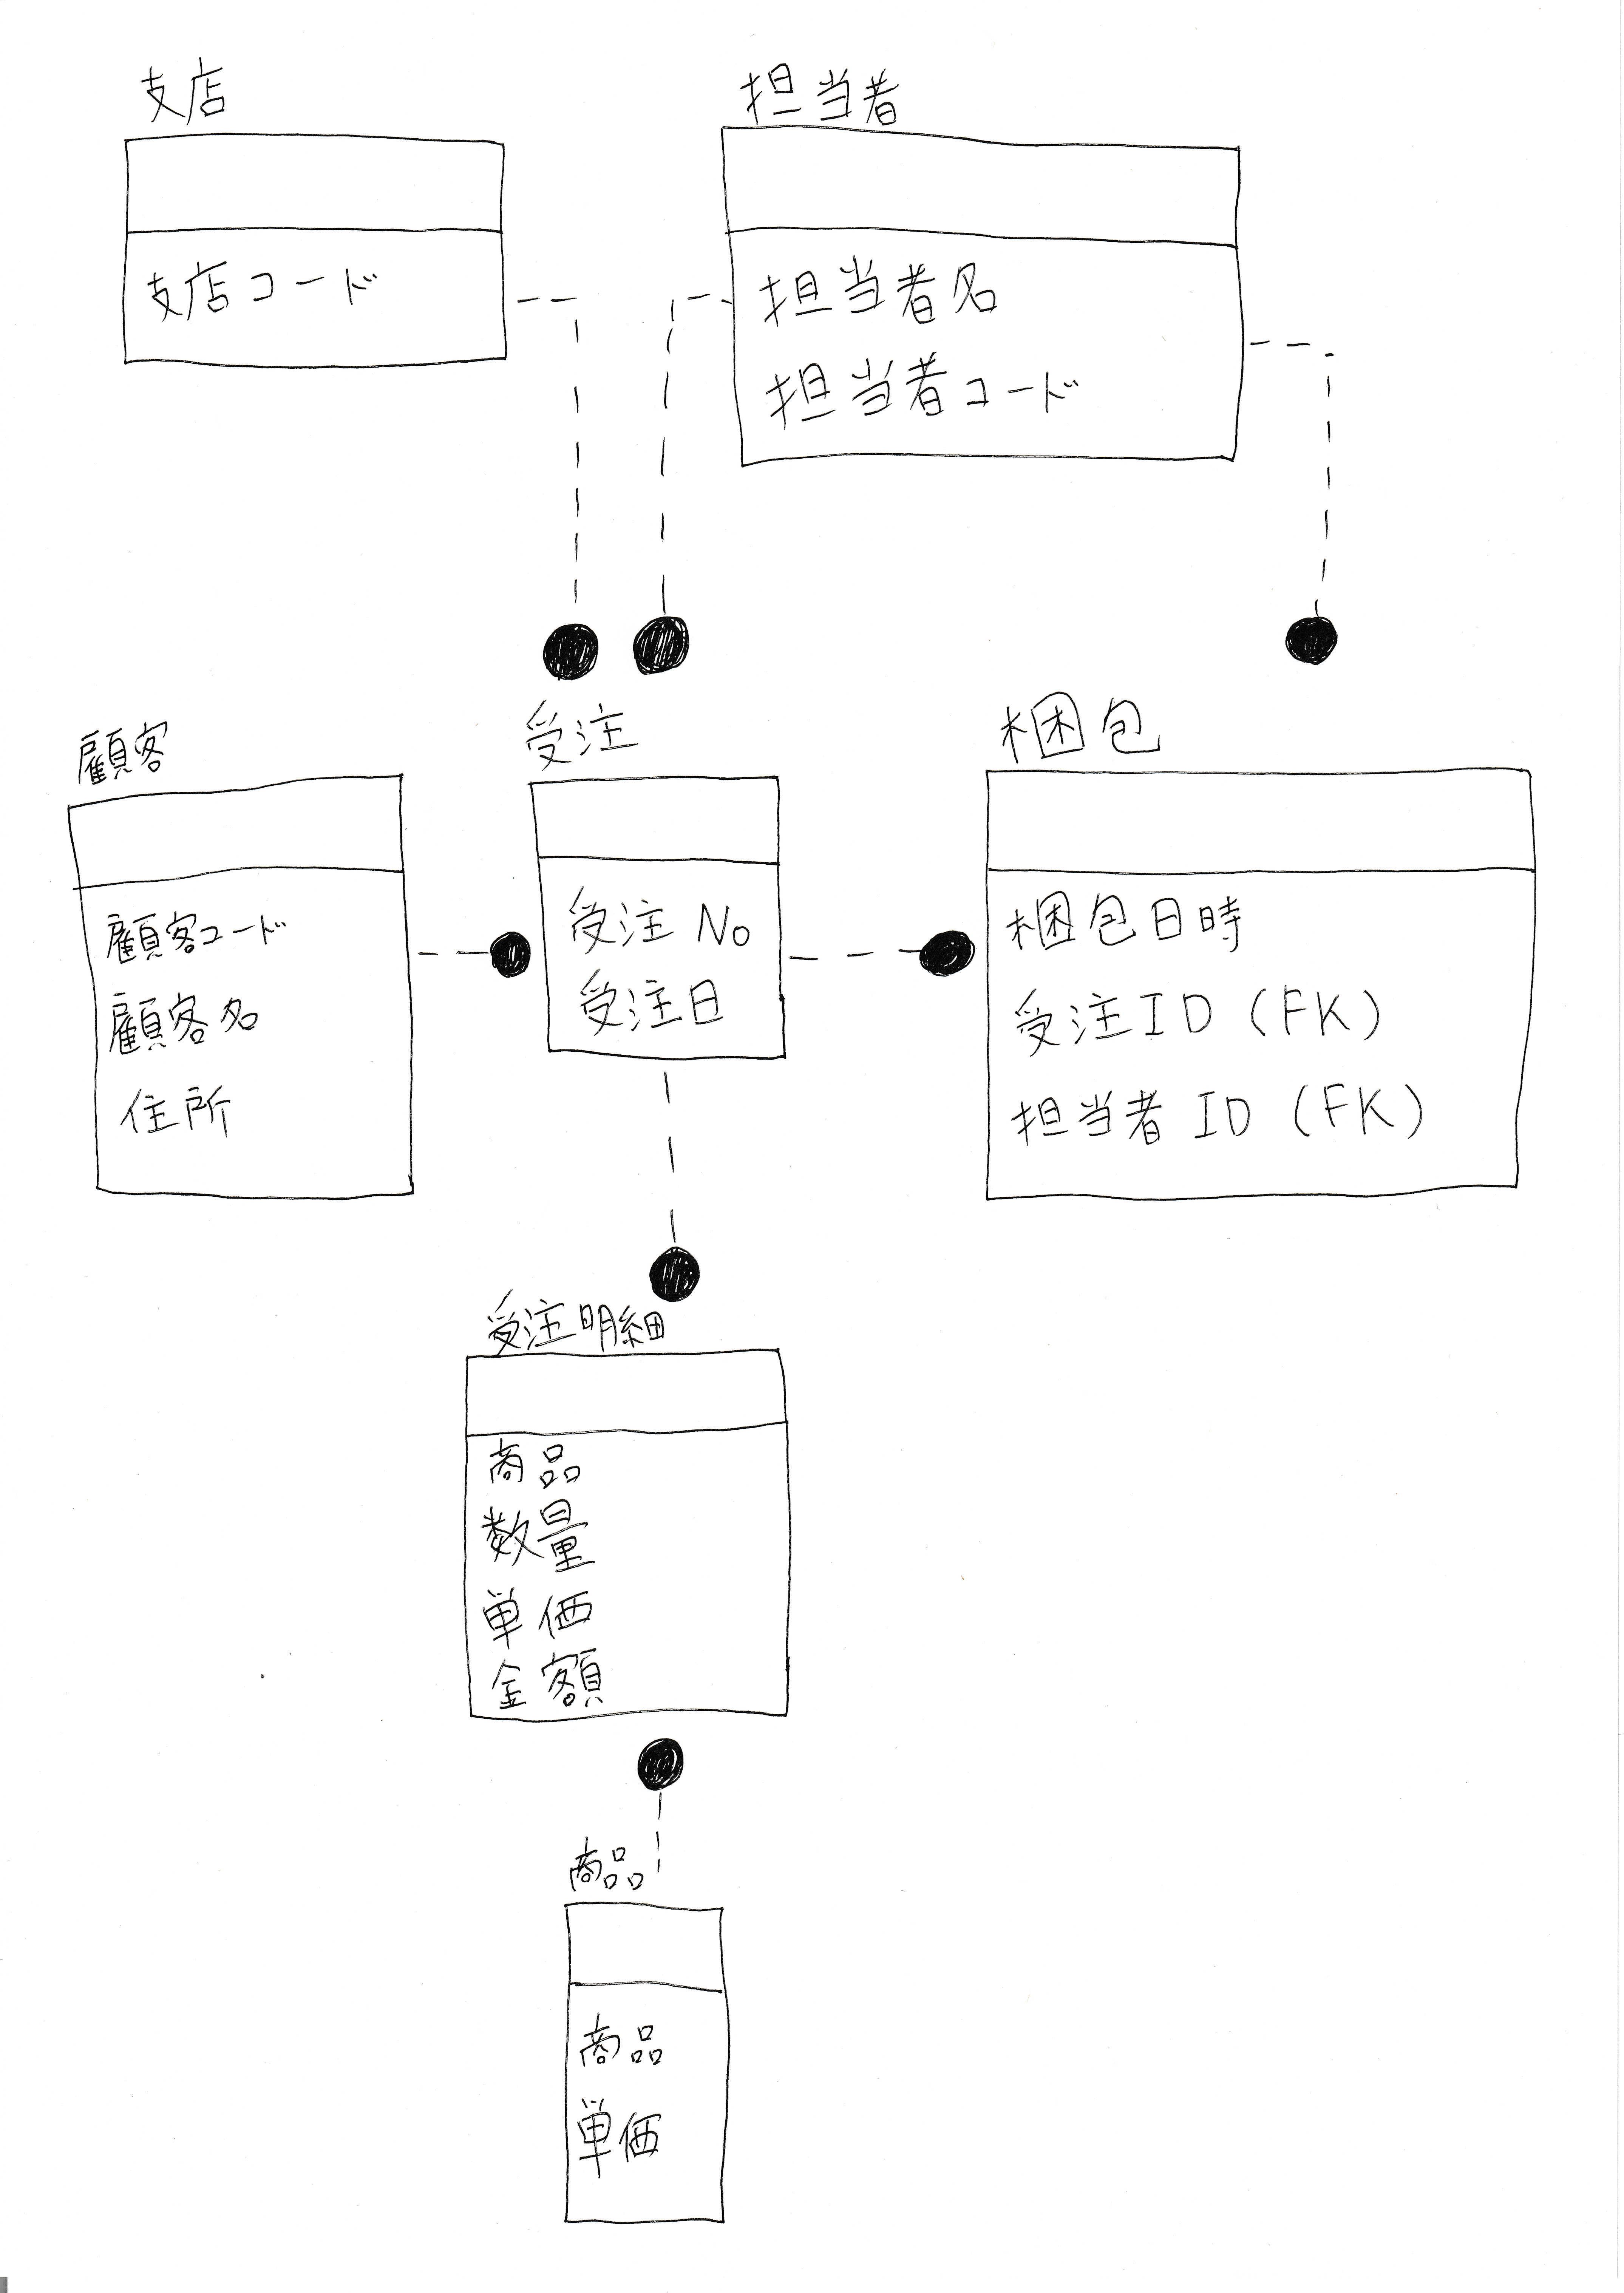 支店
支店コード
担当者
担当者名
担当者コード
顧客
顧客コード
顧客名
住所
受注
受注No
受注日
梱包
梱包日時
受注ID（FK）
担当者ID（FK）
受注明細
商品
数量
単価
金額
商品
商品
単価